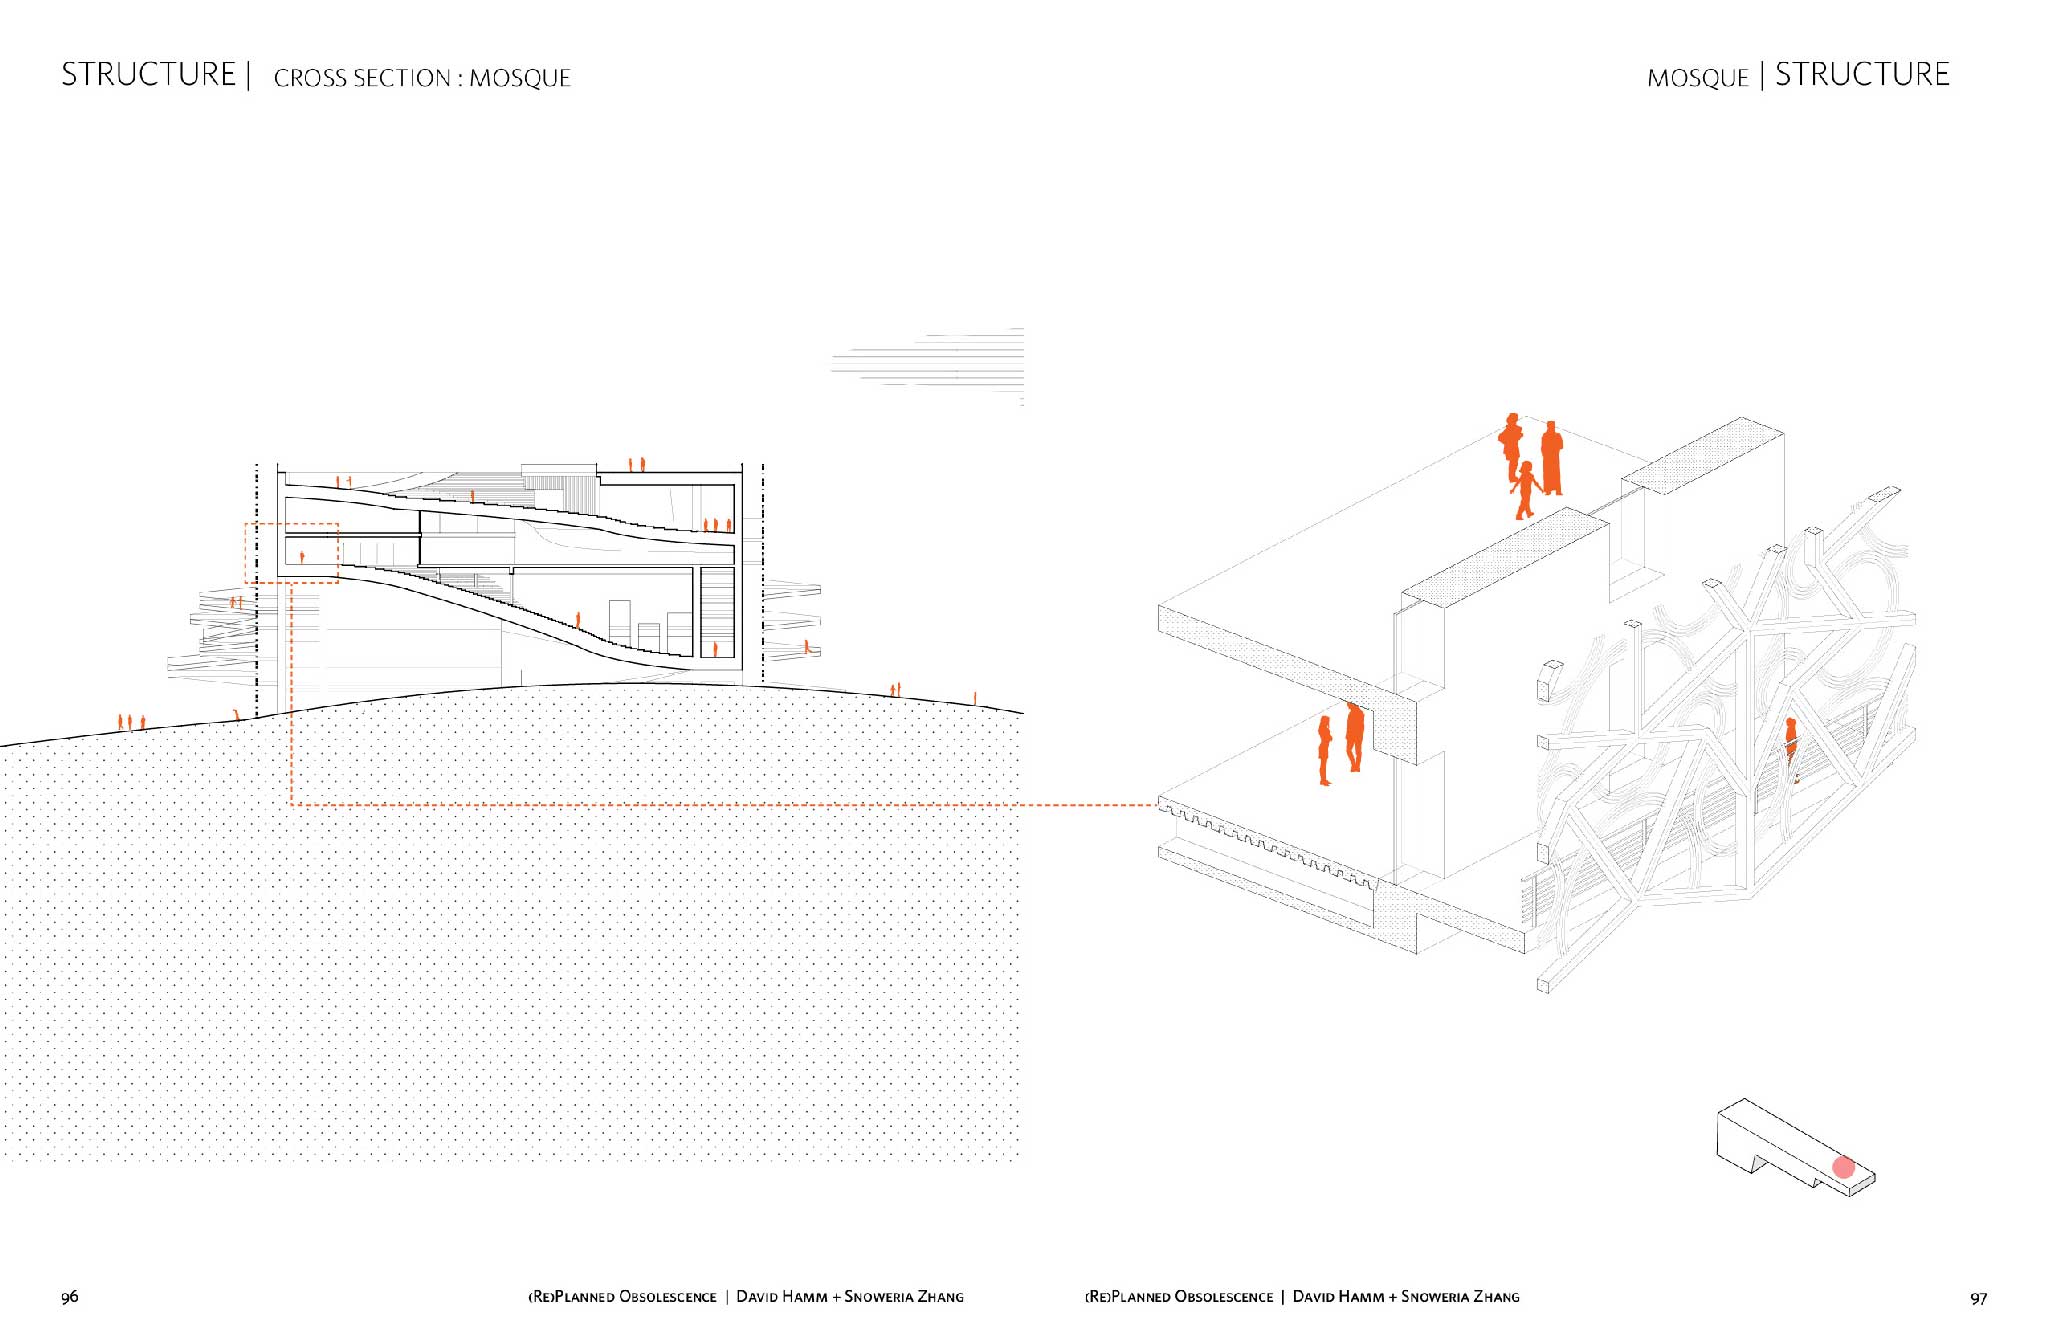 STRUCTURE | CROSS SECTION : MOSQUE
MOSQUE | STRUCTURE
96
(Re)Planned Obsolescence | David Hamm + Snoweria Zhang
(Re)Planned Obsolescence | David Hamm + Snoweria Zhang
97